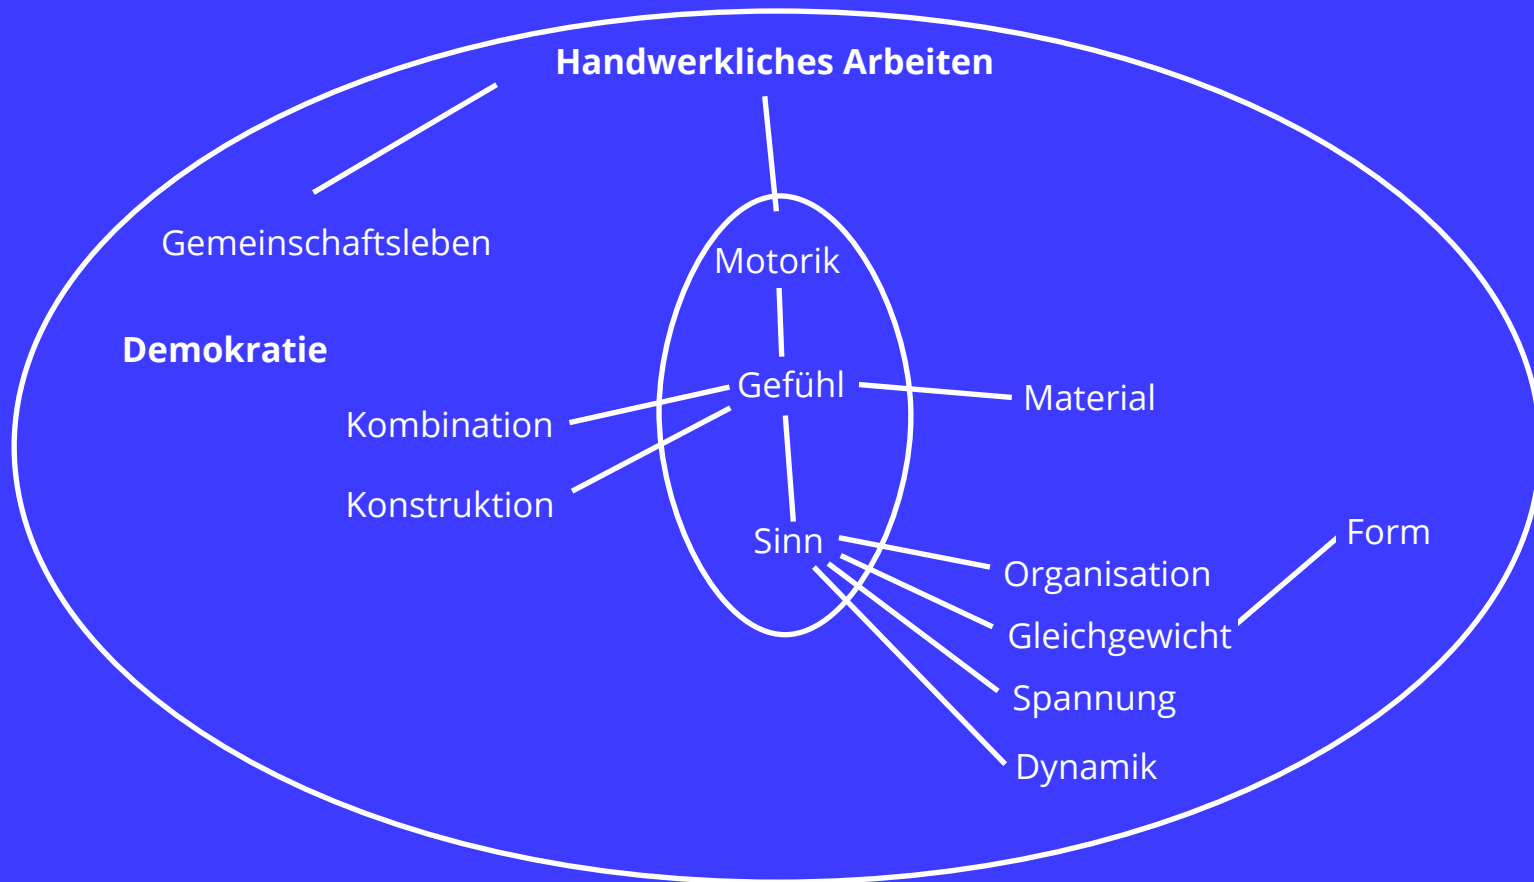 Handwerkliches Arbeiten
Gemeinschaftsleben
Motorik
Demokratie
Gefühl
Material
Kombination
Konstruktion
Sinn
Form
Organisation
Gleichgewicht
Spannung
Dynamik